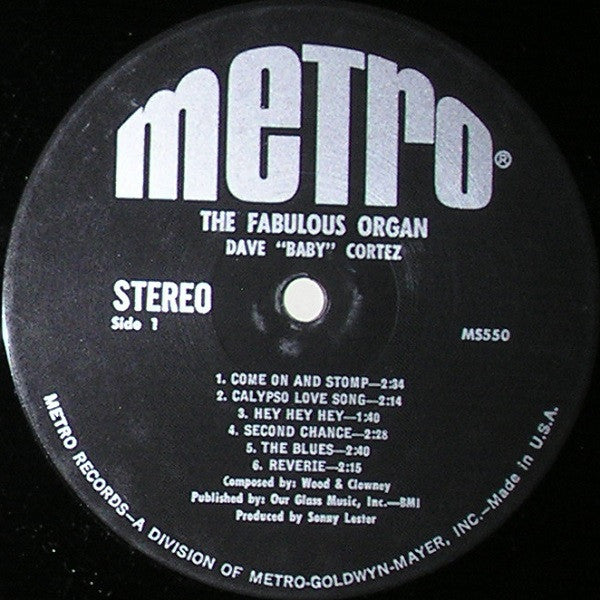 metro®
THE FABULOUS ORGAN
DAVE "BABY" CORTEZ
STEREO
Side 1
MS550
1. COME ON AND STOMP—2:34
2. CALYPSO LOVE SONG—2:14
3. HEY HEY HEY—1:40
4. SECOND CHANCE—2:28
5. THE BLUES—2:40
6. REVERIE—2:15
Composed by: Wood & Clowney
Published by: Our Glass Music, Inc.—BMI
Produced by Sonny Lester
METRO RECORDS—A DIVISION OF METRO-GOLDWYN-MAYER, INC.—Made in U.S.A.